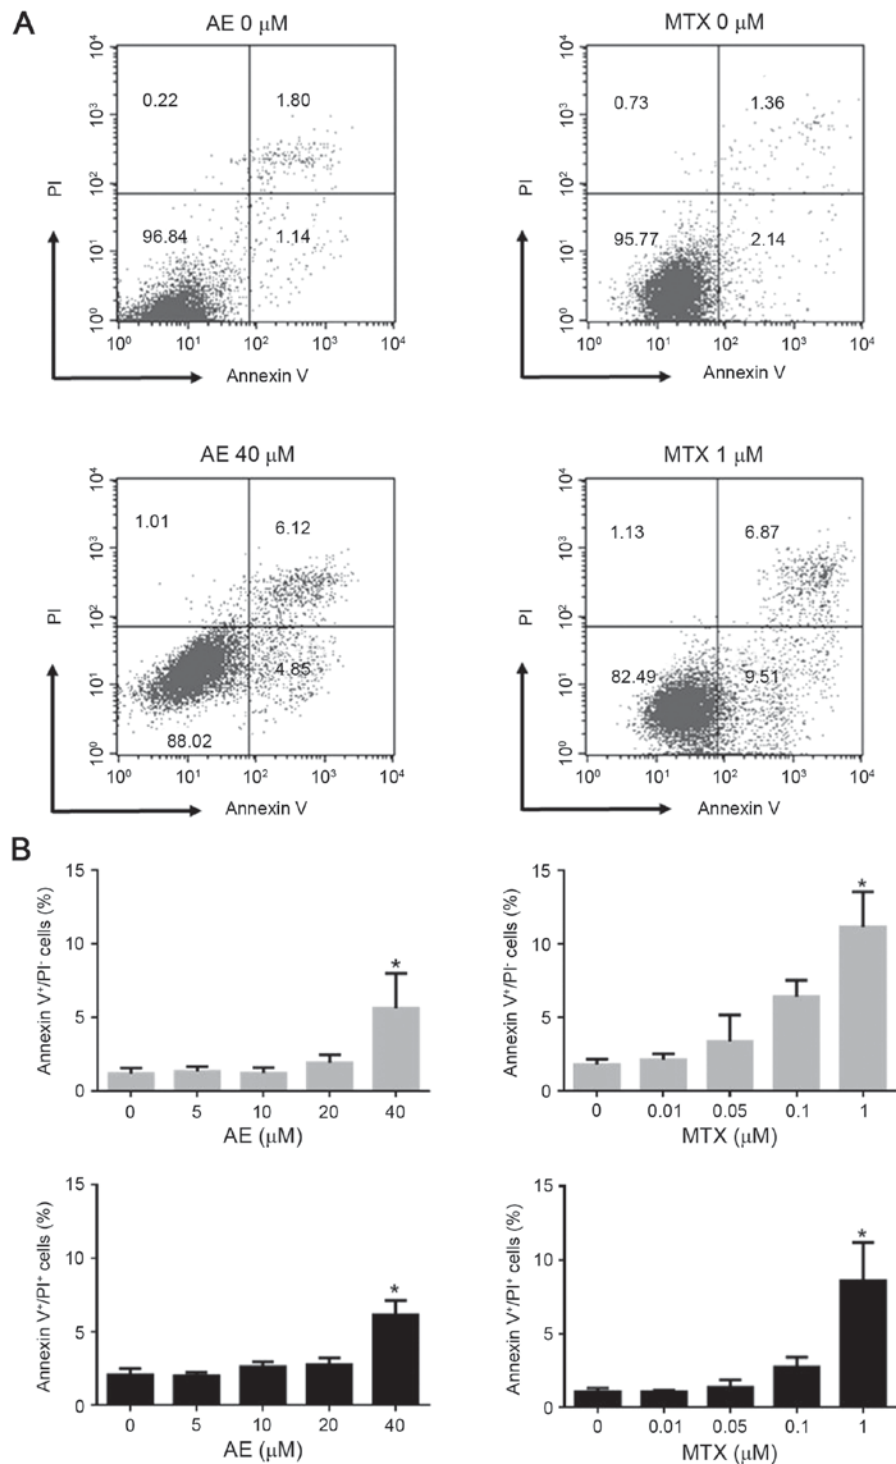 A
AE 0 μM
MTX 0 μM
10⁴
10³
10²
10¹
10⁰
PI
0.22
1.80
96.84
1.14
10⁰ 10¹ 10² 10³ 10⁴
Annexin V
10⁴
10³
10²
10¹
10⁰
PI
0.73
1.36
95.77
2.14
10⁰ 10¹ 10² 10³ 10⁴
Annexin V
AE 40 μM
MTX 1 μM
10⁴
10³
10²
10¹
10⁰
PI
1.01
6.12
4.85
88.02
10⁰ 10¹ 10² 10³ 10⁴
Annexin V
10⁴
10³
10²
10¹
10⁰
PI
1.13
6.87
82.49
9.51
10⁰ 10¹ 10² 10³ 10⁴
Annexin V
B
Annexin V⁺/PI⁻ cells (%)
15
10
5
0
*
0 5 10 20 40
AE (μM)
Annexin V⁺/PI⁻ cells (%)
15
10
5
0
*
0 0.01 0.05 0.1 1
MTX (μM)
Annexin V⁺/PI⁺ cells (%)
15
10
5
0
*
0 5 10 20 40
AE (μM)
Annexin V⁺/PI⁺ cells (%)
15
10
5
0
*
0 0.01 0.05 0.1 1
MTX (μM)